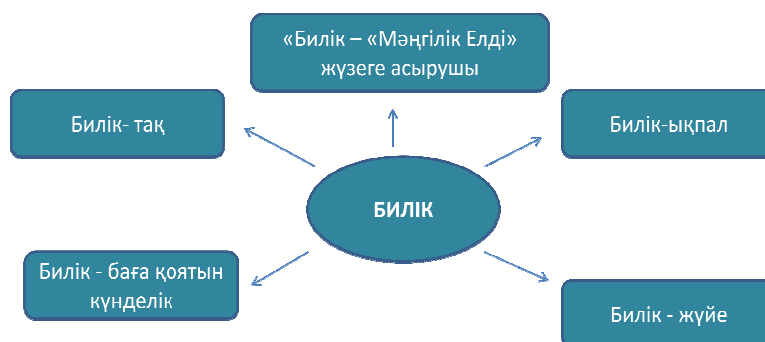 «Билік – «Мәңгілік Елді»
жүзеге асырушы
Билік- тақ
Билік-ықпал
БИЛІК
Билік - баға қоятын
күнделік
Билік - жүйе